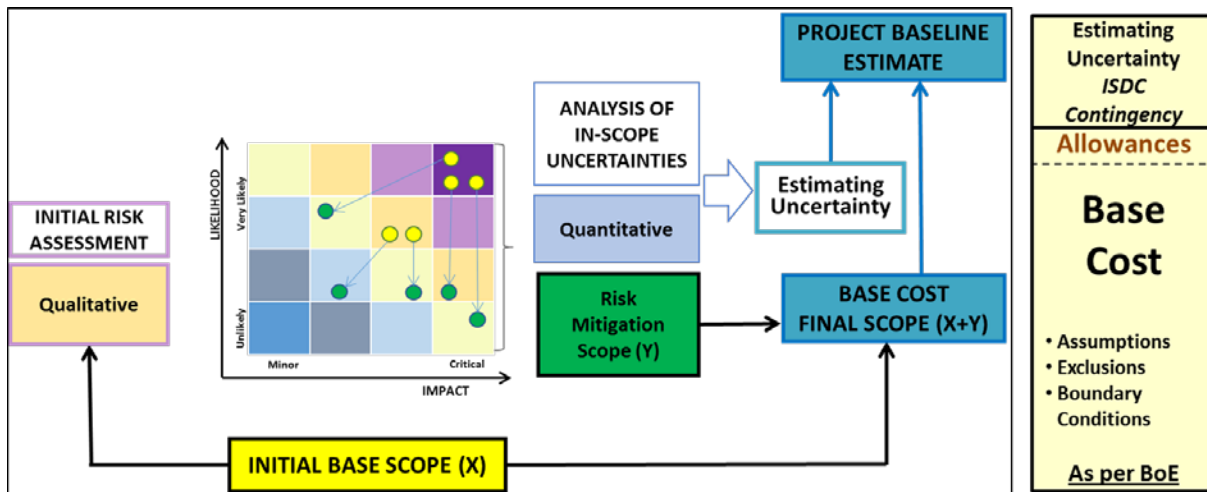 INITIAL RISK
ASSESSMENT
Qualitative
LIKELIHOOD
Very Likely
Unlikely
Minor
Critical
IMPACT
INITIAL BASE SCOPE (X)
ANALYSIS OF
IN-SCOPE
UNCERTAINTIES
Quantitative
Risk
Mitigation
Scope (Y)
Estimating
Uncertainty
PROJECT BASELINE
ESTIMATE
BASE COST
FINAL SCOPE (X+Y)
Estimating
Uncertainty
ISDC
Contingency
Allowances
Base
Cost
• Assumptions
• Exclusions
• Boundary
Conditions
As per BoE